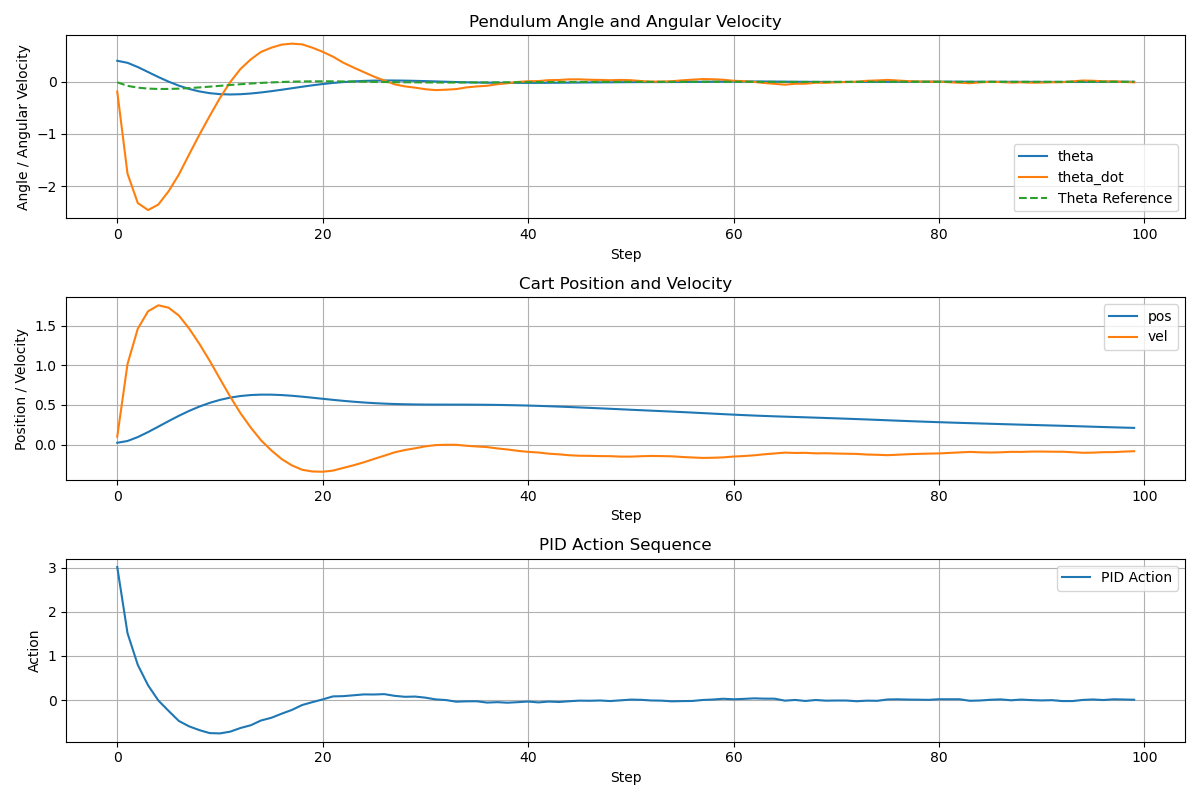 Pendulum Angle and Angular Velocity
Angle / Angular Velocity
0
−1
−2
theta
theta_dot
Theta Reference
0 20 40 60 80 100
Step
Cart Position and Velocity
Position / Velocity
1.5
1.0
0.5
0.0
pos
vel
0 20 40 60 80 100
Step
PID Action Sequence
Action
3
2
1
0
PID Action
0 20 40 60 80 100
Step